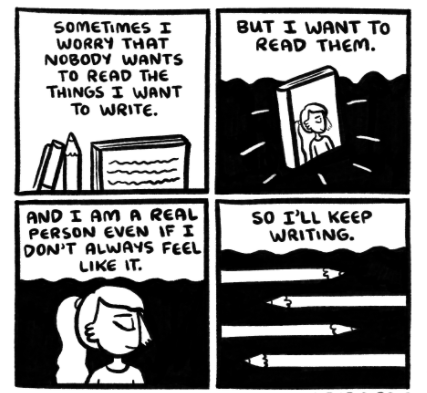 SOMETIMES I
WORRY THAT
NOBODY WANTS
TO READ THE
THINGS I WANT
TO WRITE.
BUT I WANT TO
READ THEM.
AND I AM A REAL
PERSON EVEN IF I
DON'T ALWAYS FEEL
LIKE IT.
SO I'LL KEEP
WRITING.